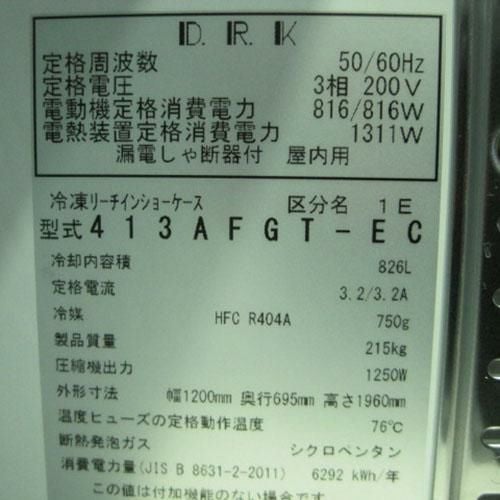 D.R.K
定格周波数 50/60Hz
定格電圧 3相 200V
電動機定格消費電力 816/816W
電熱装置定格消費電力 1311W
漏電しゃ断器付 屋内用
冷凍リーチインショーケース 区分名 1E
型式 413AFGT-EC
冷却内容積 826L
定格電流 3.2/3.2A
冷媒 HFC R404A 750g
製品質量 215kg
圧縮機出力 1250W
外形寸法 幅1200mm 奥行695mm 高さ1960mm
温度ヒューズの定格動作温度 76℃
断熱発泡ガス シクロペンタン
消費電力量(JIS B 8631-2-2011) 6292 kWh/年
この値は付加機能のない場合です